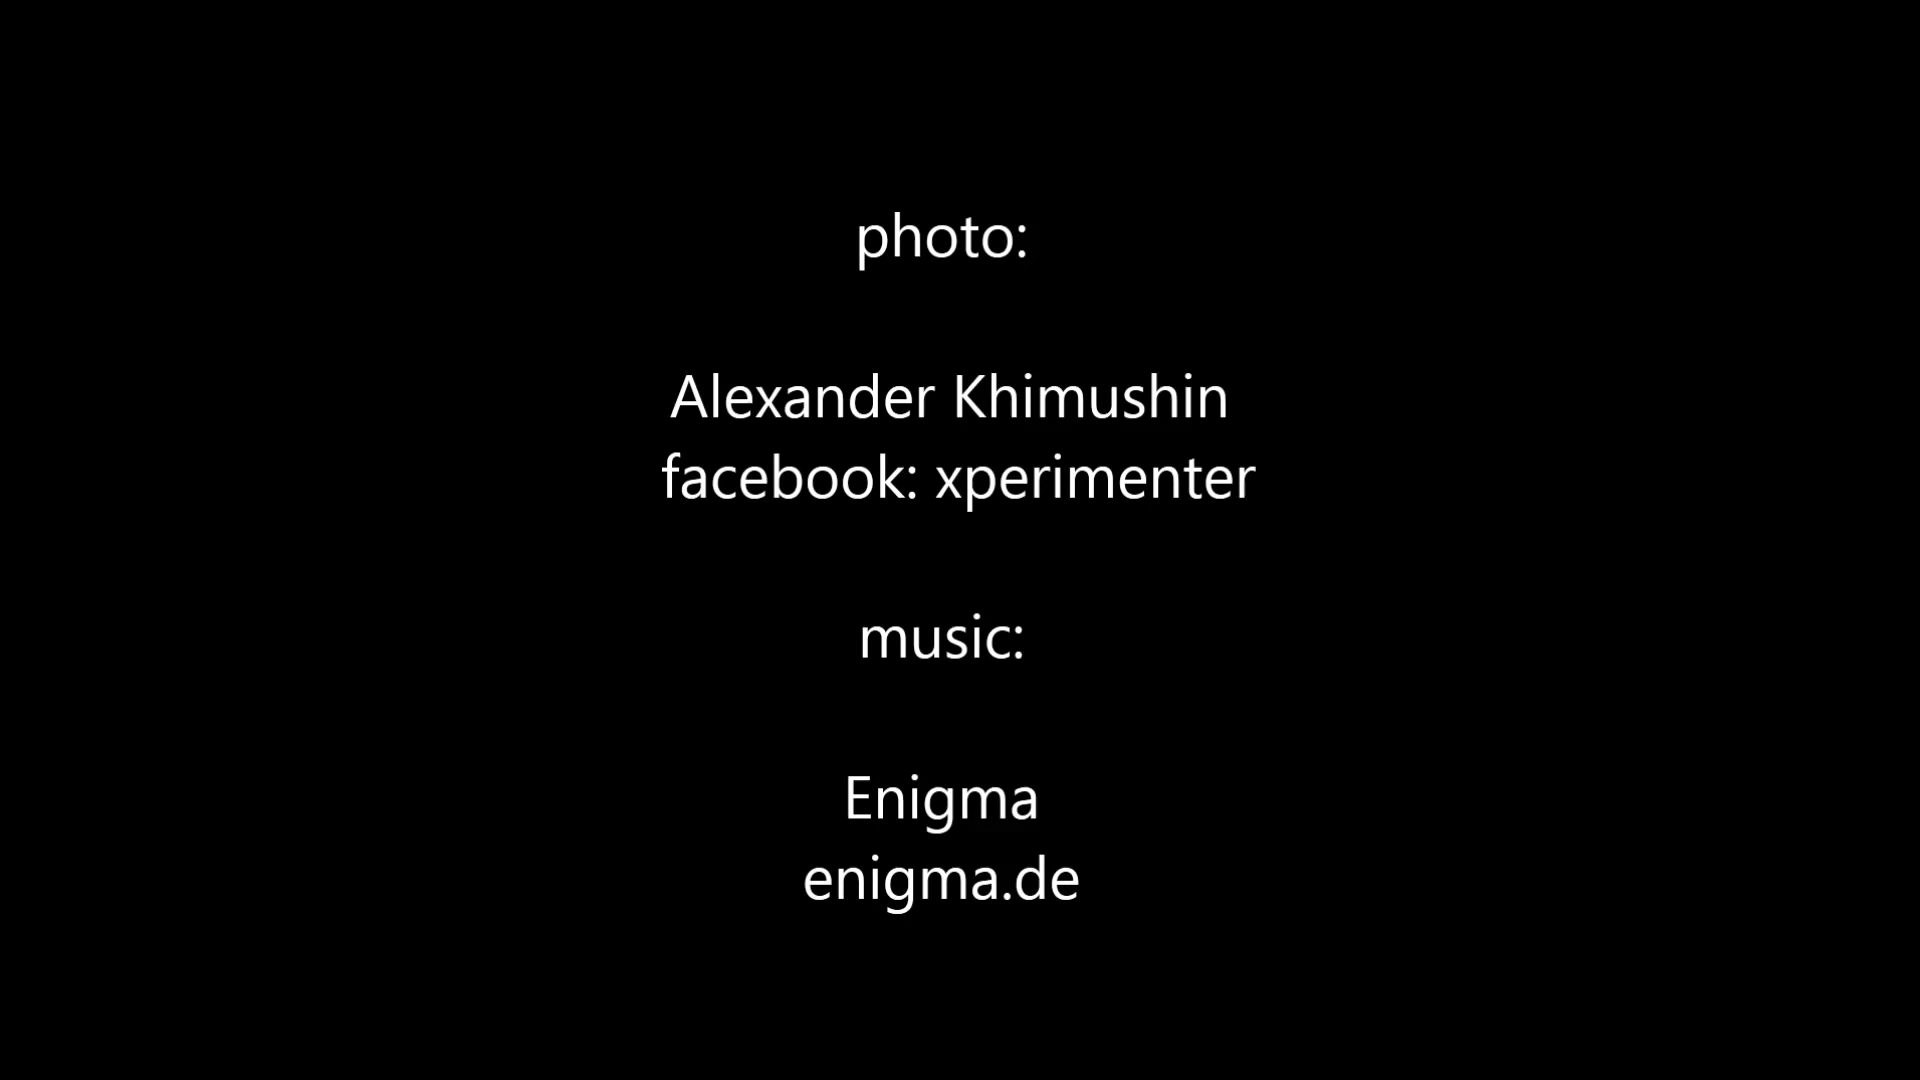 photo:
Alexander Khimushin
facebook: xperimenter
music:
Enigma
enigma.de